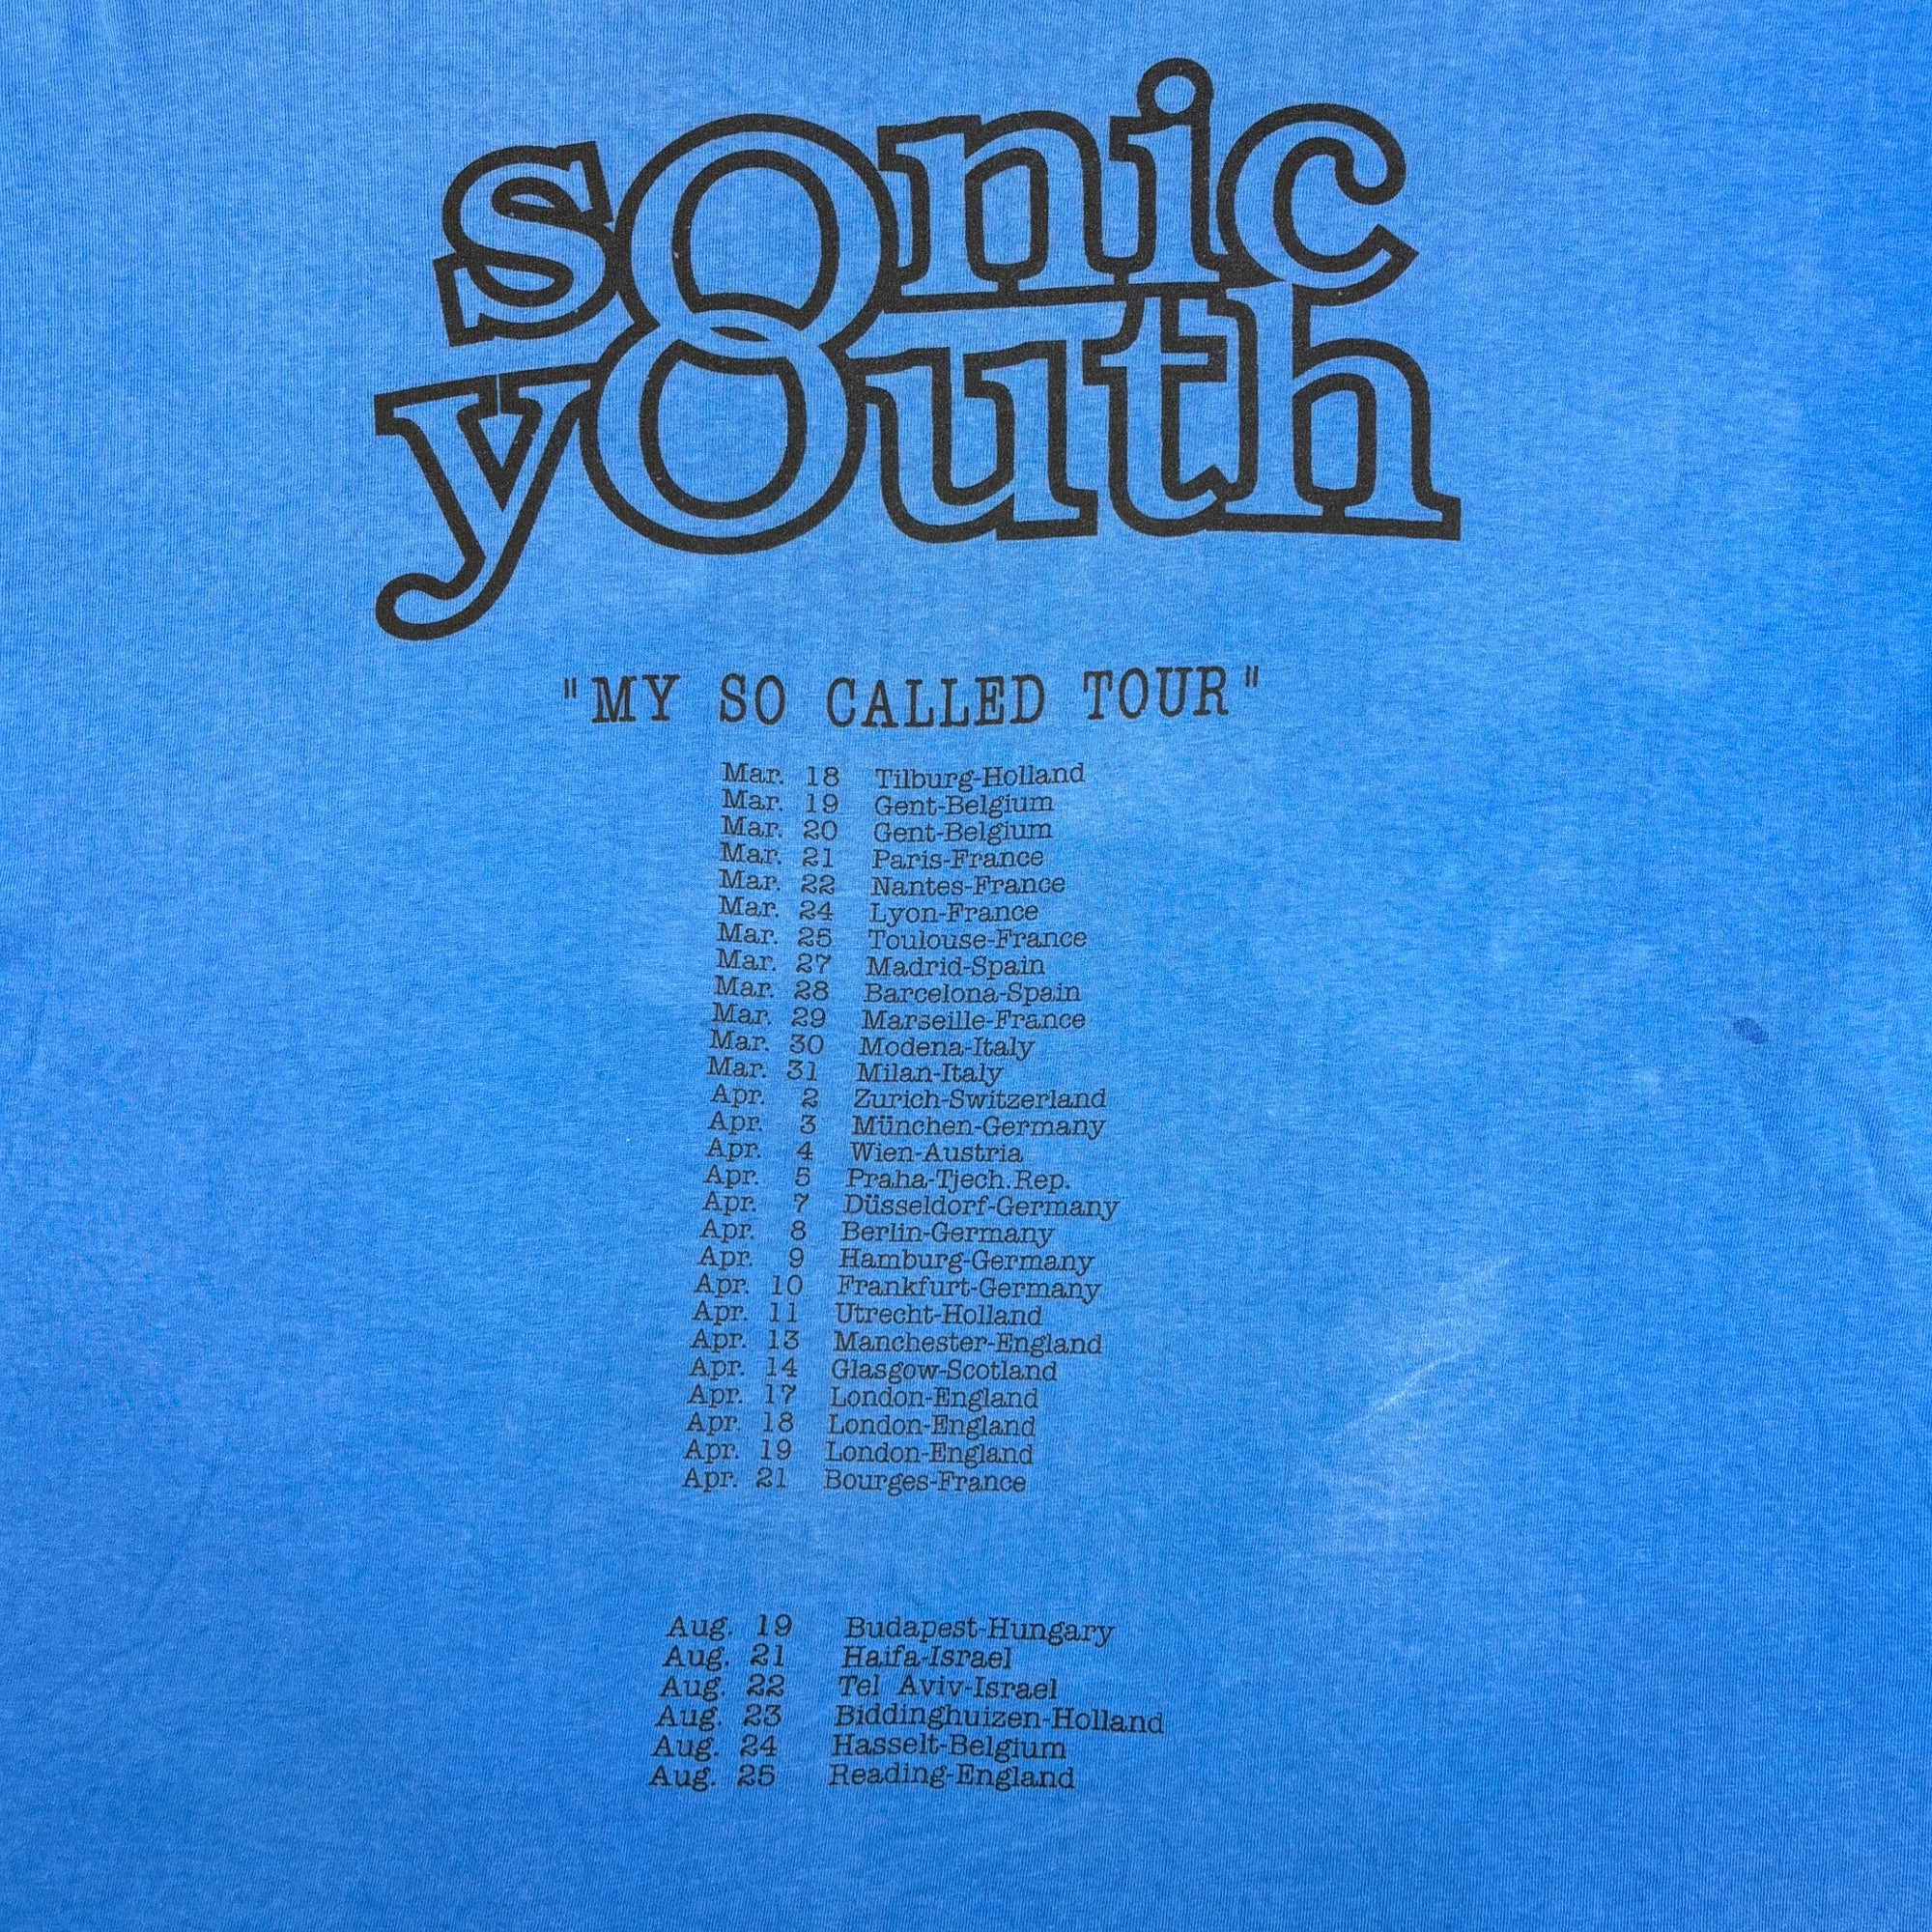 sonic
youth
"MY SO CALLED TOUR"
Mar. 18 Tilburg-Holland
Mar. 19 Gent-Belgium
Mar. 20 Gent-Belgium
Mar. 21 Paris-France
Mar. 22 Nantes-France
Mar. 24 Lyon-France
Mar. 25 Toulouse-France
Mar. 27 Madrid-Spain
Mar. 28 Barcelona-Spain
Mar. 29 Marseille-France
Mar. 30 Modena-Italy
Mar. 31 Milan-Italy
Apr. 2 Zurich-Switzerland
Apr. 3 München-Germany
Apr. 4 Wien-Austria
Apr. 5 Praha-Tjech.Rep.
Apr. 7 Düsseldorf-Germany
Apr. 8 Berlin-Germany
Apr. 9 Hamburg-Germany
Apr. 10 Frankfurt-Germany
Apr. 11 Utrecht-Holland
Apr. 13 Manchester-England
Apr. 14 Glasgow-Scotland
Apr. 17 London-England
Apr. 18 London-England
Apr. 19 London-England
Apr. 21 Bourges-France
Aug. 19 Budapest-Hungary
Aug. 21 Haifa-Israel
Aug. 22 Tel Aviv-Israel
Aug. 23 Biddinghuizen-Holland
Aug. 24 Hasselt-Belgium
Aug. 25 Reading-England